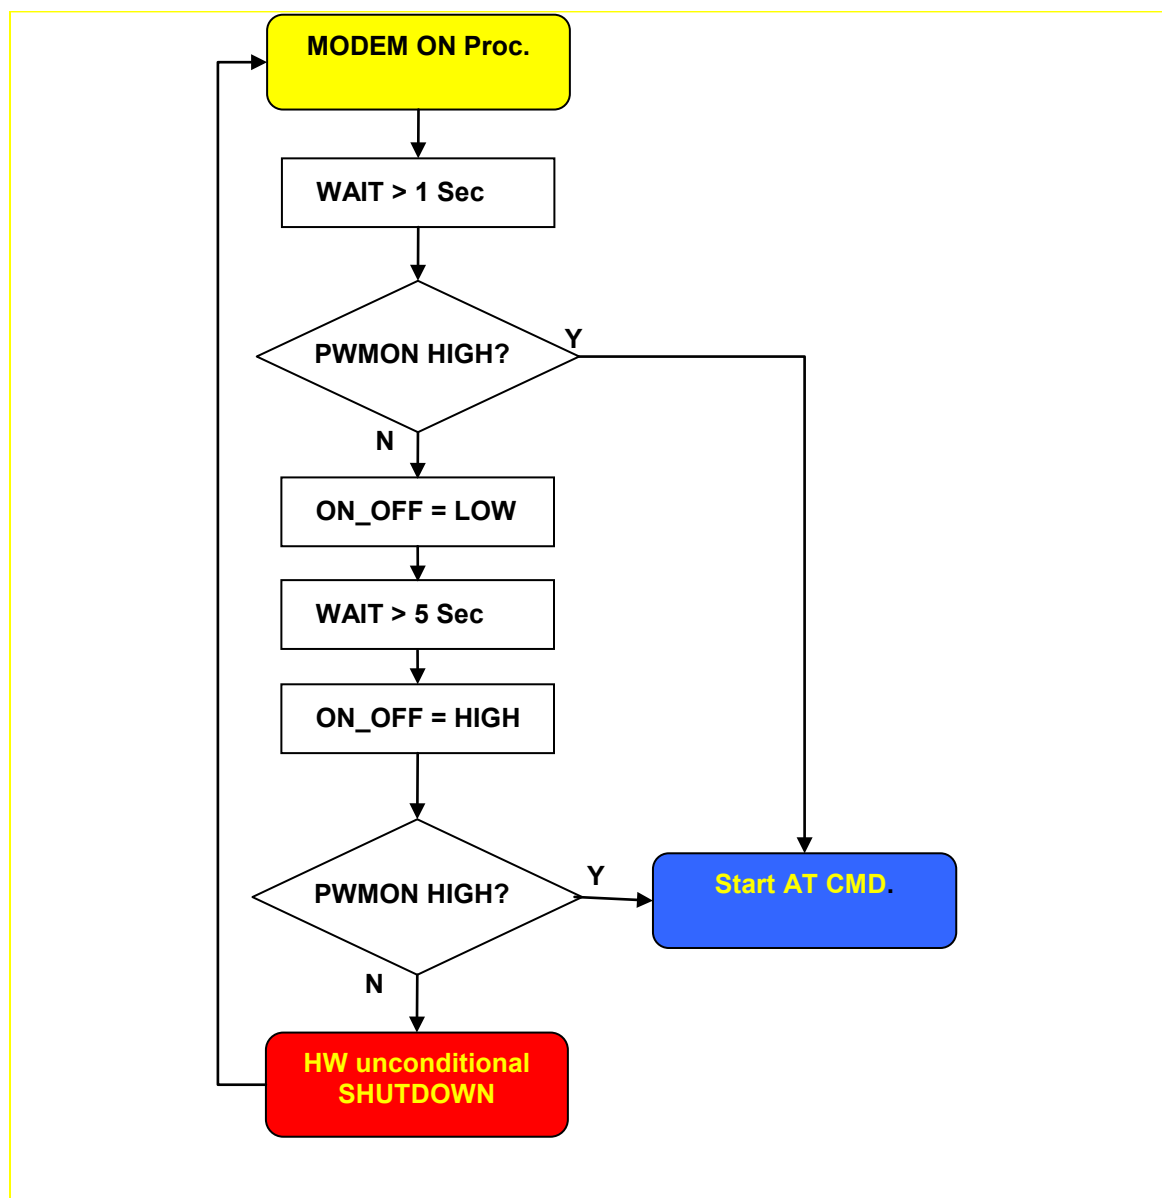 MODEM ON Proc.
WAIT > 1 Sec
PWMON HIGH?
Y
N
ON_OFF = LOW
WAIT > 5 Sec
ON_OFF = HIGH
PWMON HIGH?
Y
Start AT CMD.
N
HW unconditional
SHUTDOWN